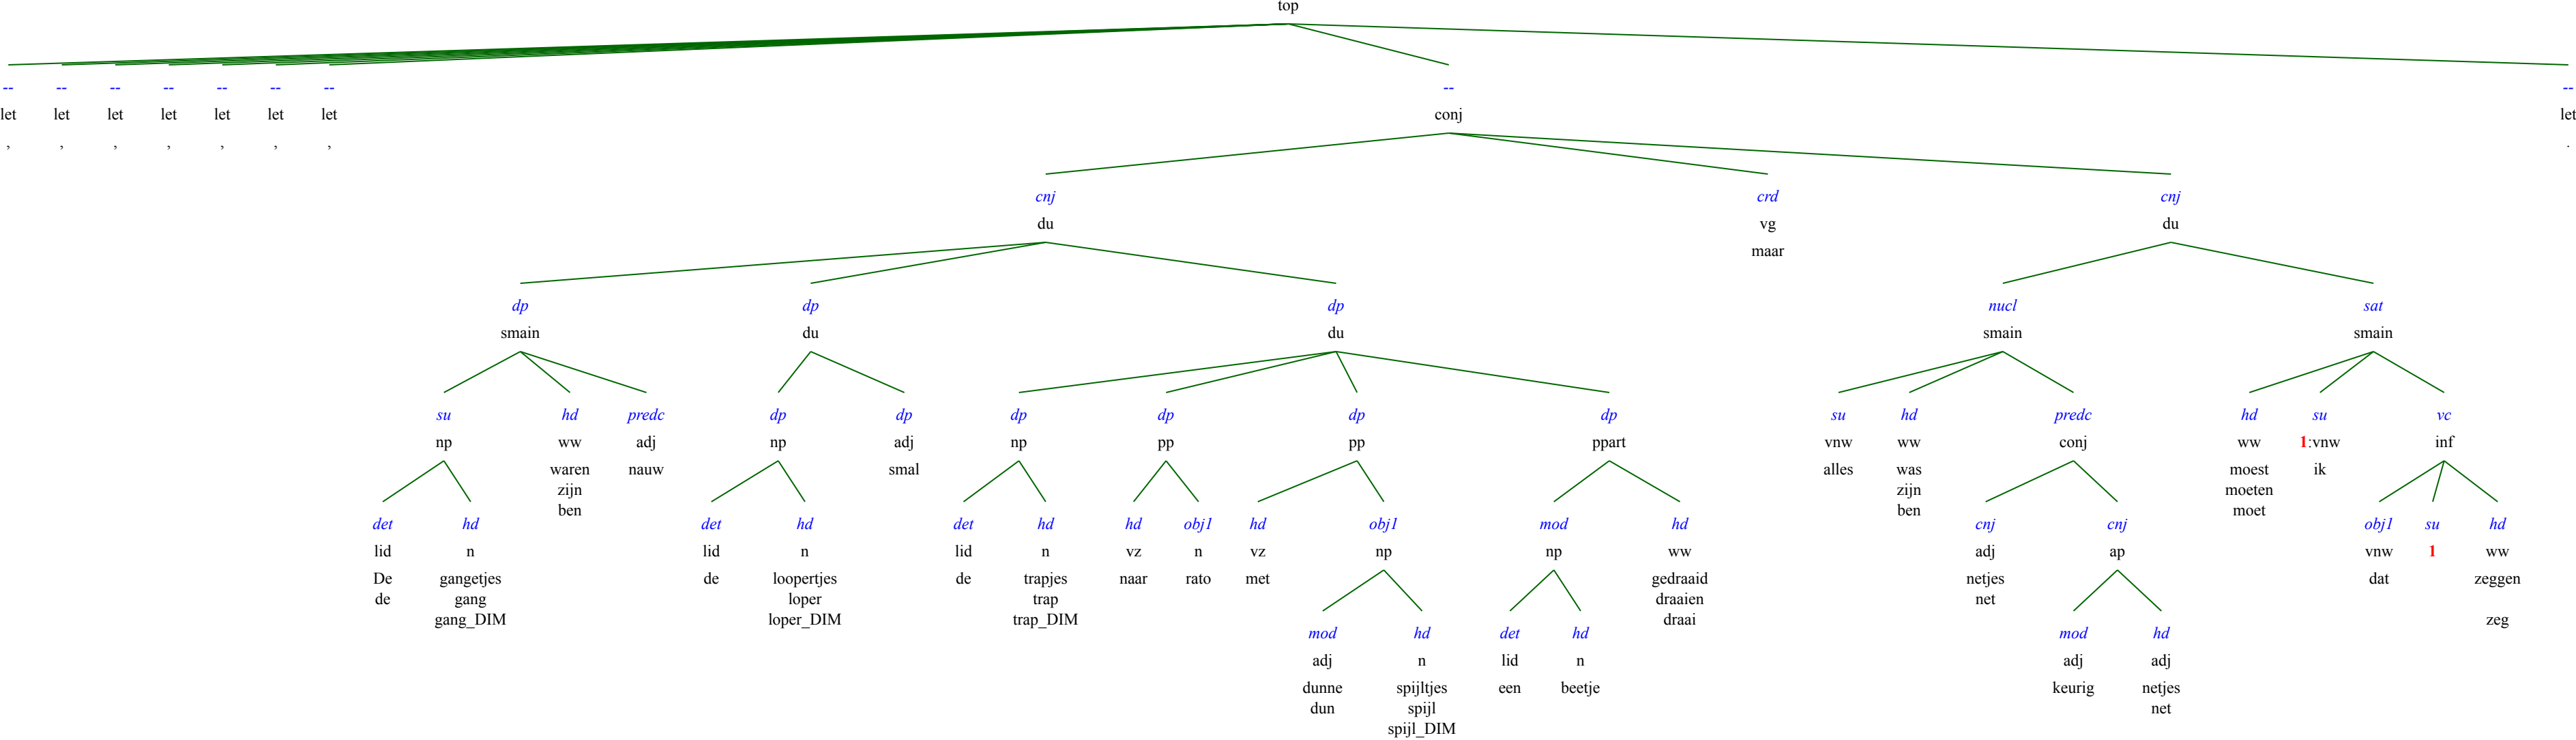 top
-- -- -- -- -- -- -- -- --
let let let let let let let conj let
, , , , , , , .
cnj crd cnj
du vg du
maar
dp dp dp nucl sat
smain du du smain smain
su hd predc dp dp dp dp dp dp su hd predc hd su vc
np ww adj np adj np pp pp ppart vnw ww conj ww 1:vnw inf
waren nauw smal alles was moest ik
zijn zijn moeten
ben ben moet
det hd det hd det hd hd obj1 hd obj1 mod hd cnj cnj obj1 su hd
lid n lid n lid n vz n vz np np ww adj ap vnw 1 ww
De gangetjes de loopertjes de trapjes naar rato met gedraaid netjes dat zeggen
de gang loper trap draaien net
gang_DIM loper_DIM trap_DIM draai zeg
mod hd det hd mod hd
adj n lid n adj adj
dunne spijltjes een beetje keurig netjes
dun spijl net
spijl_DIM